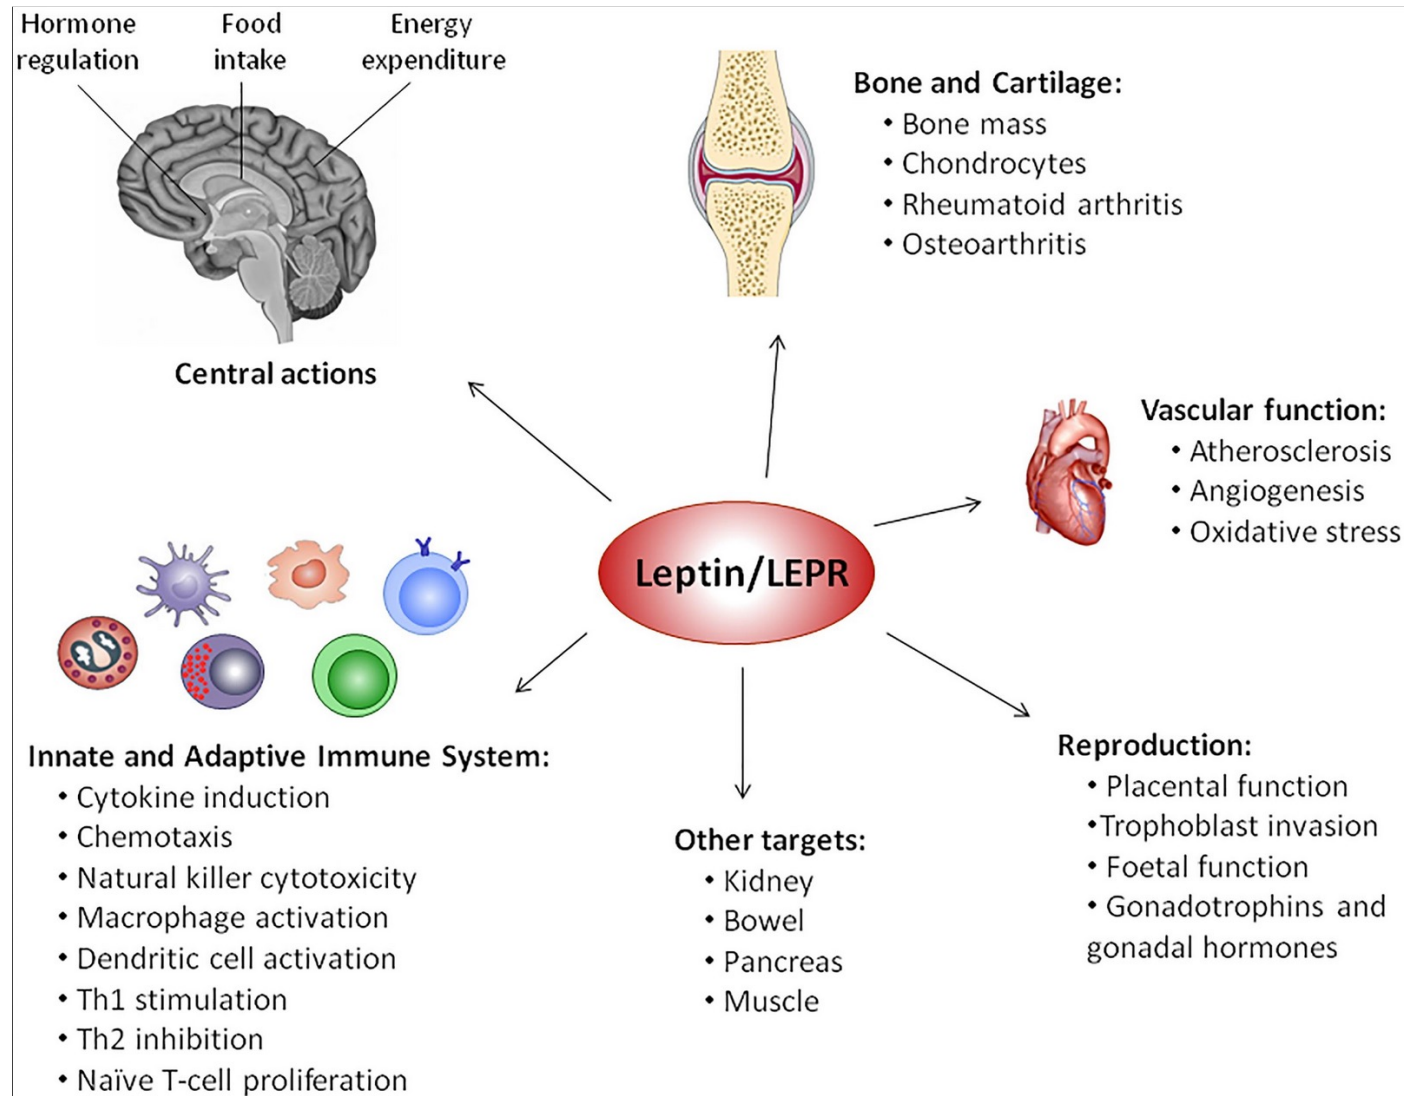 Hormone
regulation
Food
intake
Energy
expenditure
Central actions
Bone and Cartilage:
• Bone mass
• Chondrocytes
• Rheumatoid arthritis
• Osteoarthritis
Vascular function:
• Atherosclerosis
• Angiogenesis
• Oxidative stress
Leptin/LEPR
Innate and Adaptive Immune System:
• Cytokine induction
• Chemotaxis
• Natural killer cytotoxicity
• Macrophage activation
• Dendritic cell activation
• Th1 stimulation
• Th2 inhibition
• Naïve T-cell proliferation
Other targets:
• Kidney
• Bowel
• Pancreas
• Muscle
Reproduction:
• Placental function
•Trophoblast invasion
• Foetal function
• Gonadotrophins and
gonadal hormones